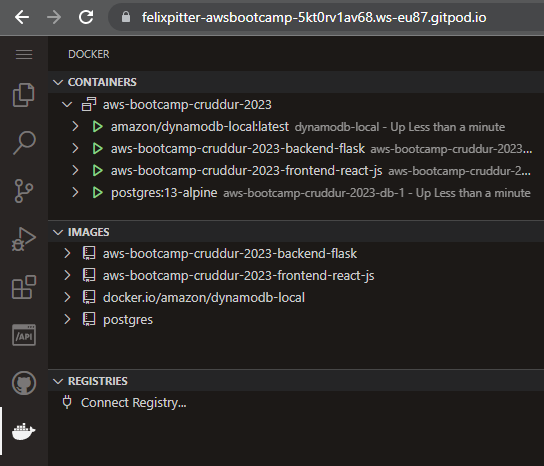 felixpitter-awsbootcamp-5kt0rv1av68.ws-eu87.gitpod.io
DOCKER
CONTAINERS
aws-bootcamp-cruddur-2023
amazon/dynamodb-local:latest dynamodb-local - Up Less than a minute
aws-bootcamp-cruddur-2023-backend-flask aws-bootcamp-cruddur-2023...
aws-bootcamp-cruddur-2023-frontend-react-js aws-bootcamp-cruddur-2...
postgres:13-alpine aws-bootcamp-cruddur-2023-db-1 - Up Less than a minute
IMAGES
aws-bootcamp-cruddur-2023-backend-flask
aws-bootcamp-cruddur-2023-frontend-react-js
docker.io/amazon/dynamodb-local
/API
postgres
REGISTRIES
Connect Registry...